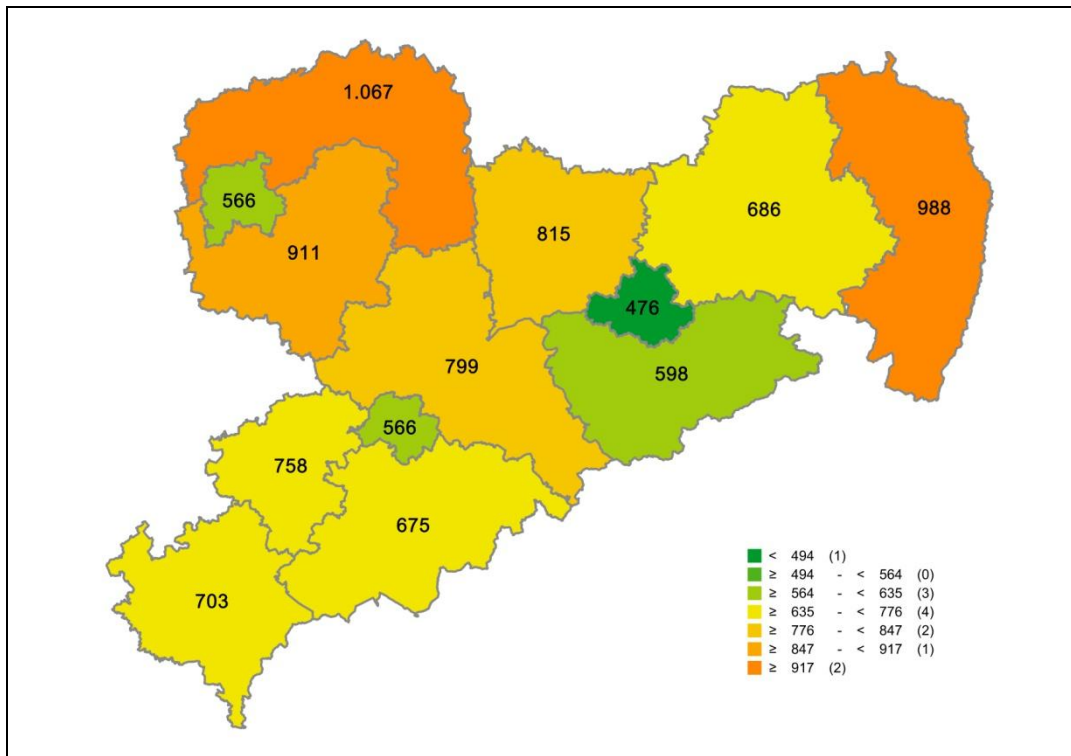 1.067
566
686
988
815
911
476
598
799
566
758
675
703
< 494 (1)
≥ 494 - < 564 (0)
≥ 564 - < 635 (3)
≥ 635 - < 776 (4)
≥ 776 - < 847 (2)
≥ 847 - < 917 (1)
≥ 917 (2)